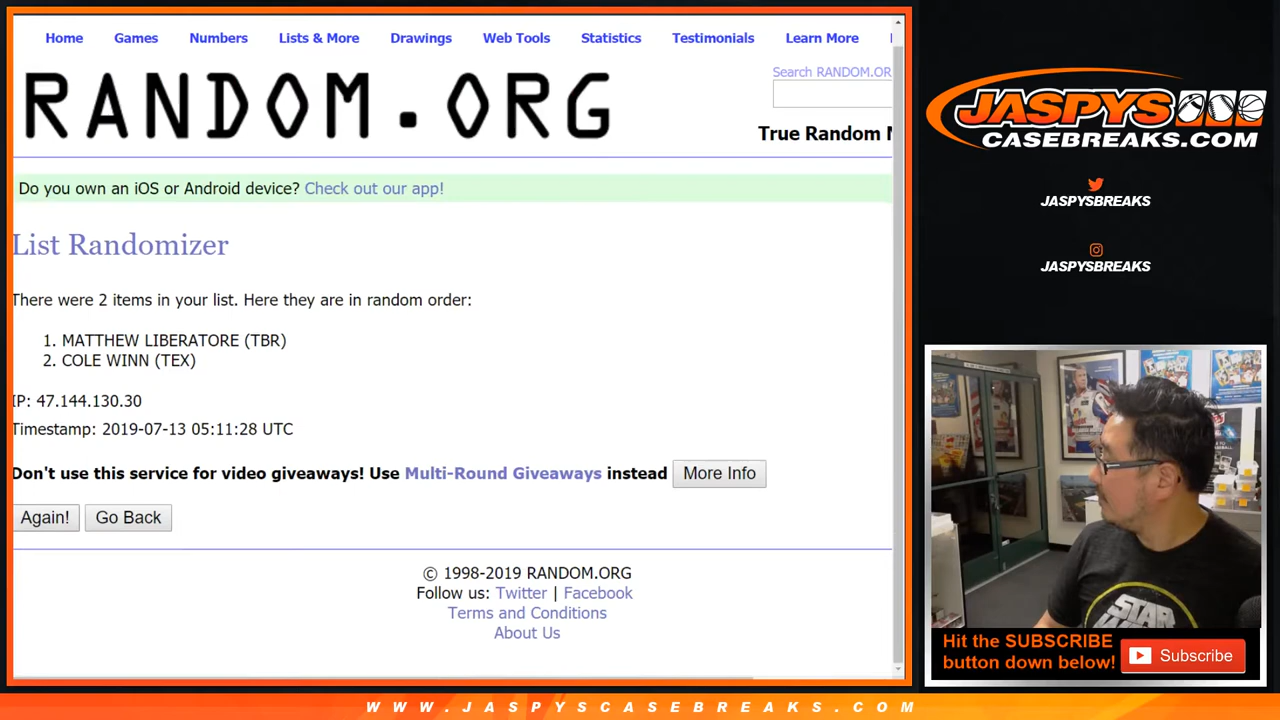 Home Games Numbers Lists & More Drawings Web Tools Statistics Testimonials Learn More
RANDOM.ORG
Search RANDOM.OR
True Random N
Do you own an iOS or Android device? Check out our app!
List Randomizer
There were 2 items in your list. Here they are in random order:
1. MATTHEW LIBERATORE (TBR)
2. COLE WINN (TEX)
IP: 47.144.130.30
Timestamp: 2019-07-13 05:11:28 UTC
Don't use this service for video giveaways! Use Multi-Round Giveaways instead More Info
Again! Go Back
© 1998-2019 RANDOM.ORG
Follow us: Twitter | Facebook
Terms and Conditions
About Us
JASPYS
CASEBREAKS.COM
JASPYSBREAKS
JASPYSBREAKS
STAR
Hit the SUBSCRIBE
button down below!
Subscribe
WWW.JASPYSCASEBREAKS.COM